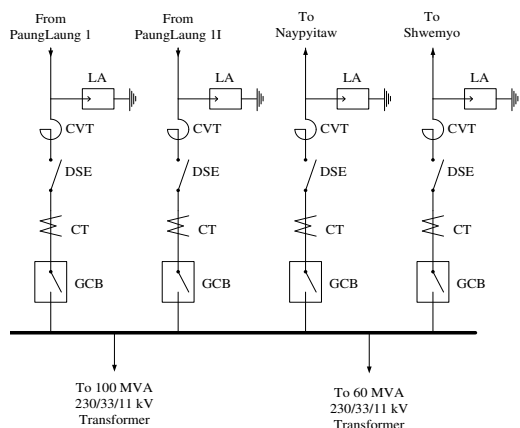 From
PaungLaung 1
From
PaungLaung 1I
To
Naypyitaw
To
Shwemyo
LA
LA
LA
LA
CVT
CVT
CVT
CVT
DSE
DSE
DSE
DSE
CT
CT
CT
CT
GCB
GCB
GCB
GCB
To 100 MVA
230/33/11 kV
Transformer
To 60 MVA
230/33/11 kV
Transformer